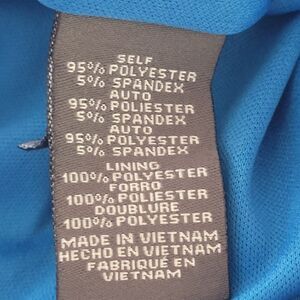 SELF
95% POLYESTER
5% SPANDEX
AUTO
95% POLIESTER
5% SPANDEX
AUTO
95% POLYESTER
5% SPANDEX
LINING
100% POLYESTER
FORRO
100% POLIESTER
DOUBLURE
100% POLYESTER
MADE IN VIETNAM
HECHO EN VIETNAM
FABRIQUÉ EN
VIETNAM